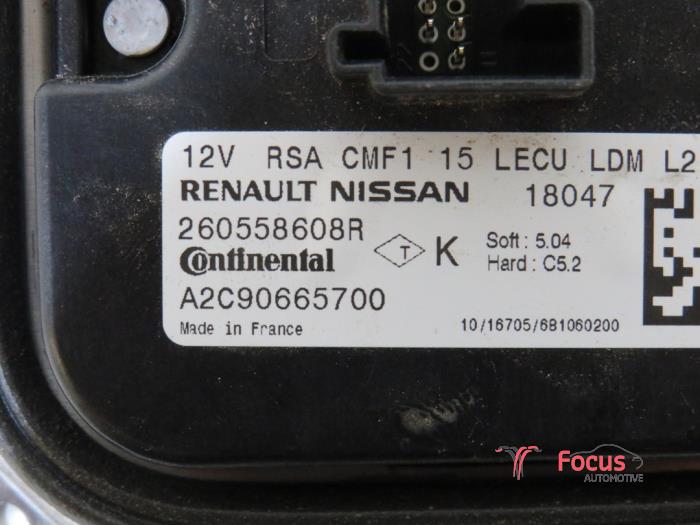 12V RSA CMF1 15 LECU LDM L2
RENAULT NISSAN 18047
260558608R
Continental
T K
Soft : 5.04
Hard : C5.2
A2C90665700
Made in France
10/16705/681060200
Focus
AUTOMOTIVE